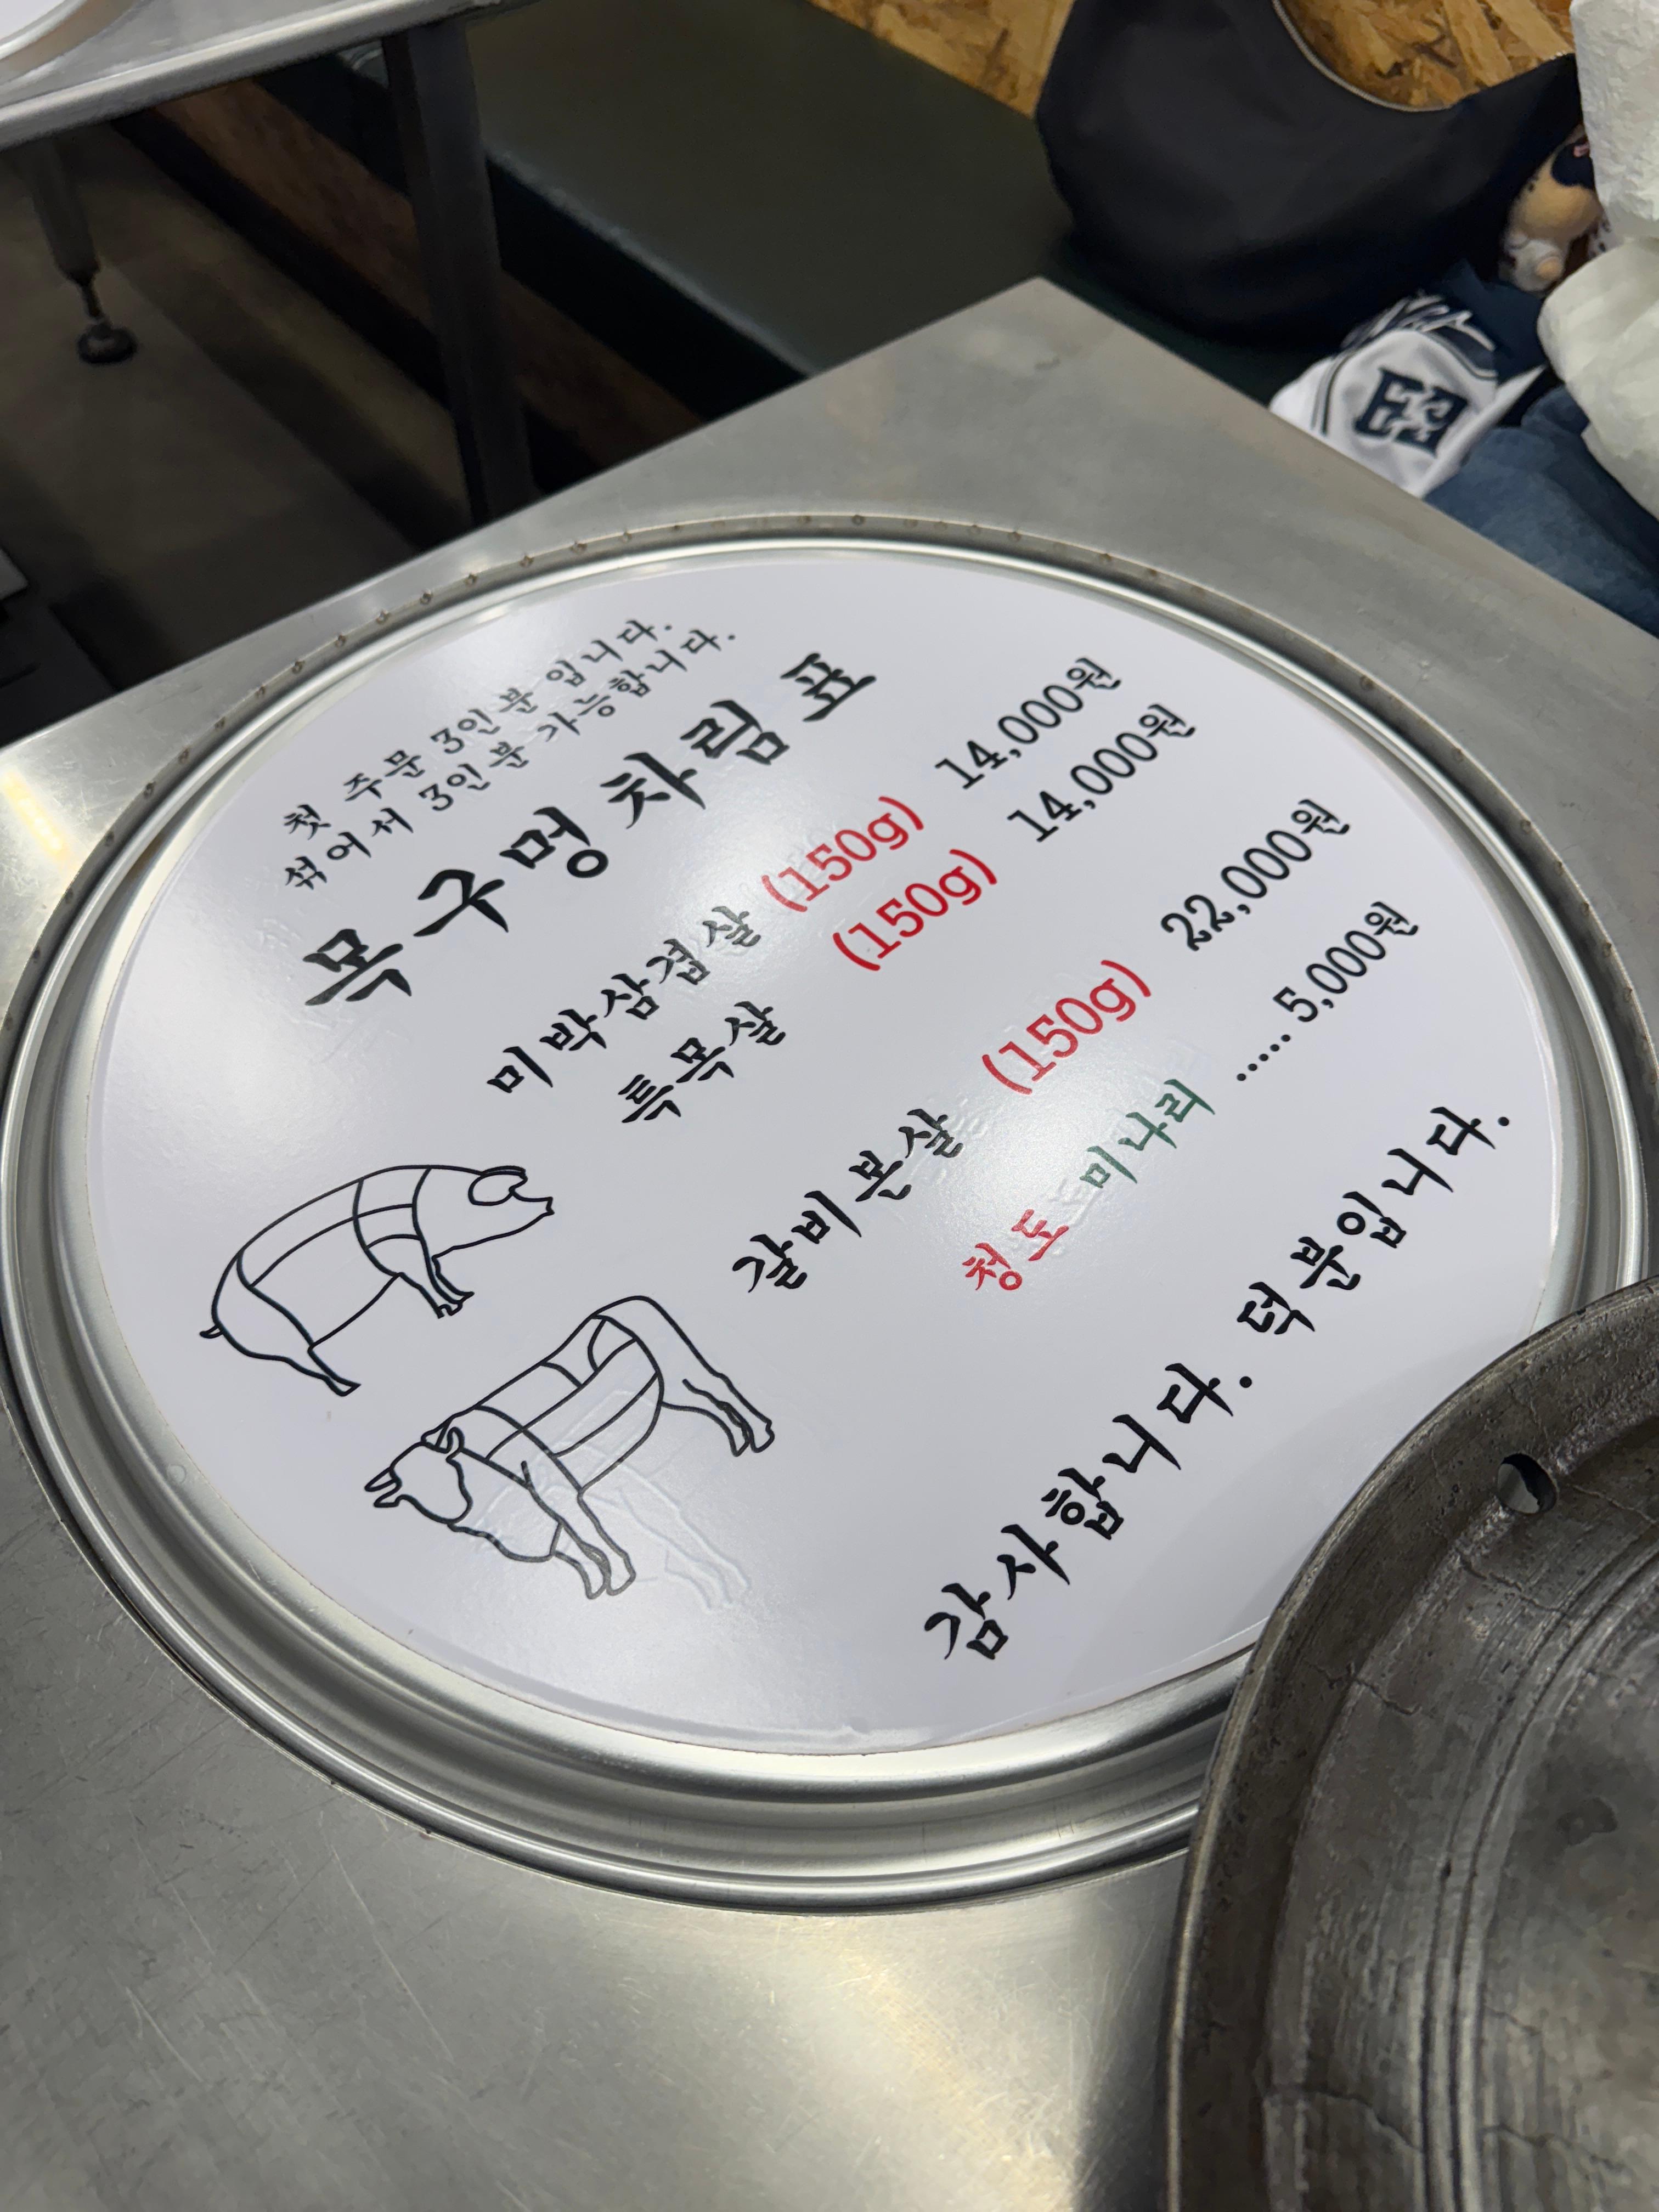 첫 주문 3인분 입니다.
섞어서 3인분 가능합니다.
목구멍 차림표
미박삼겹살 (150g) 14,000원
특목살 (150g) 14,000원
갈비본살 (150g) 22,000원
청도 미나리 ..... 5,000원
감사합니다. 덕분입니다.